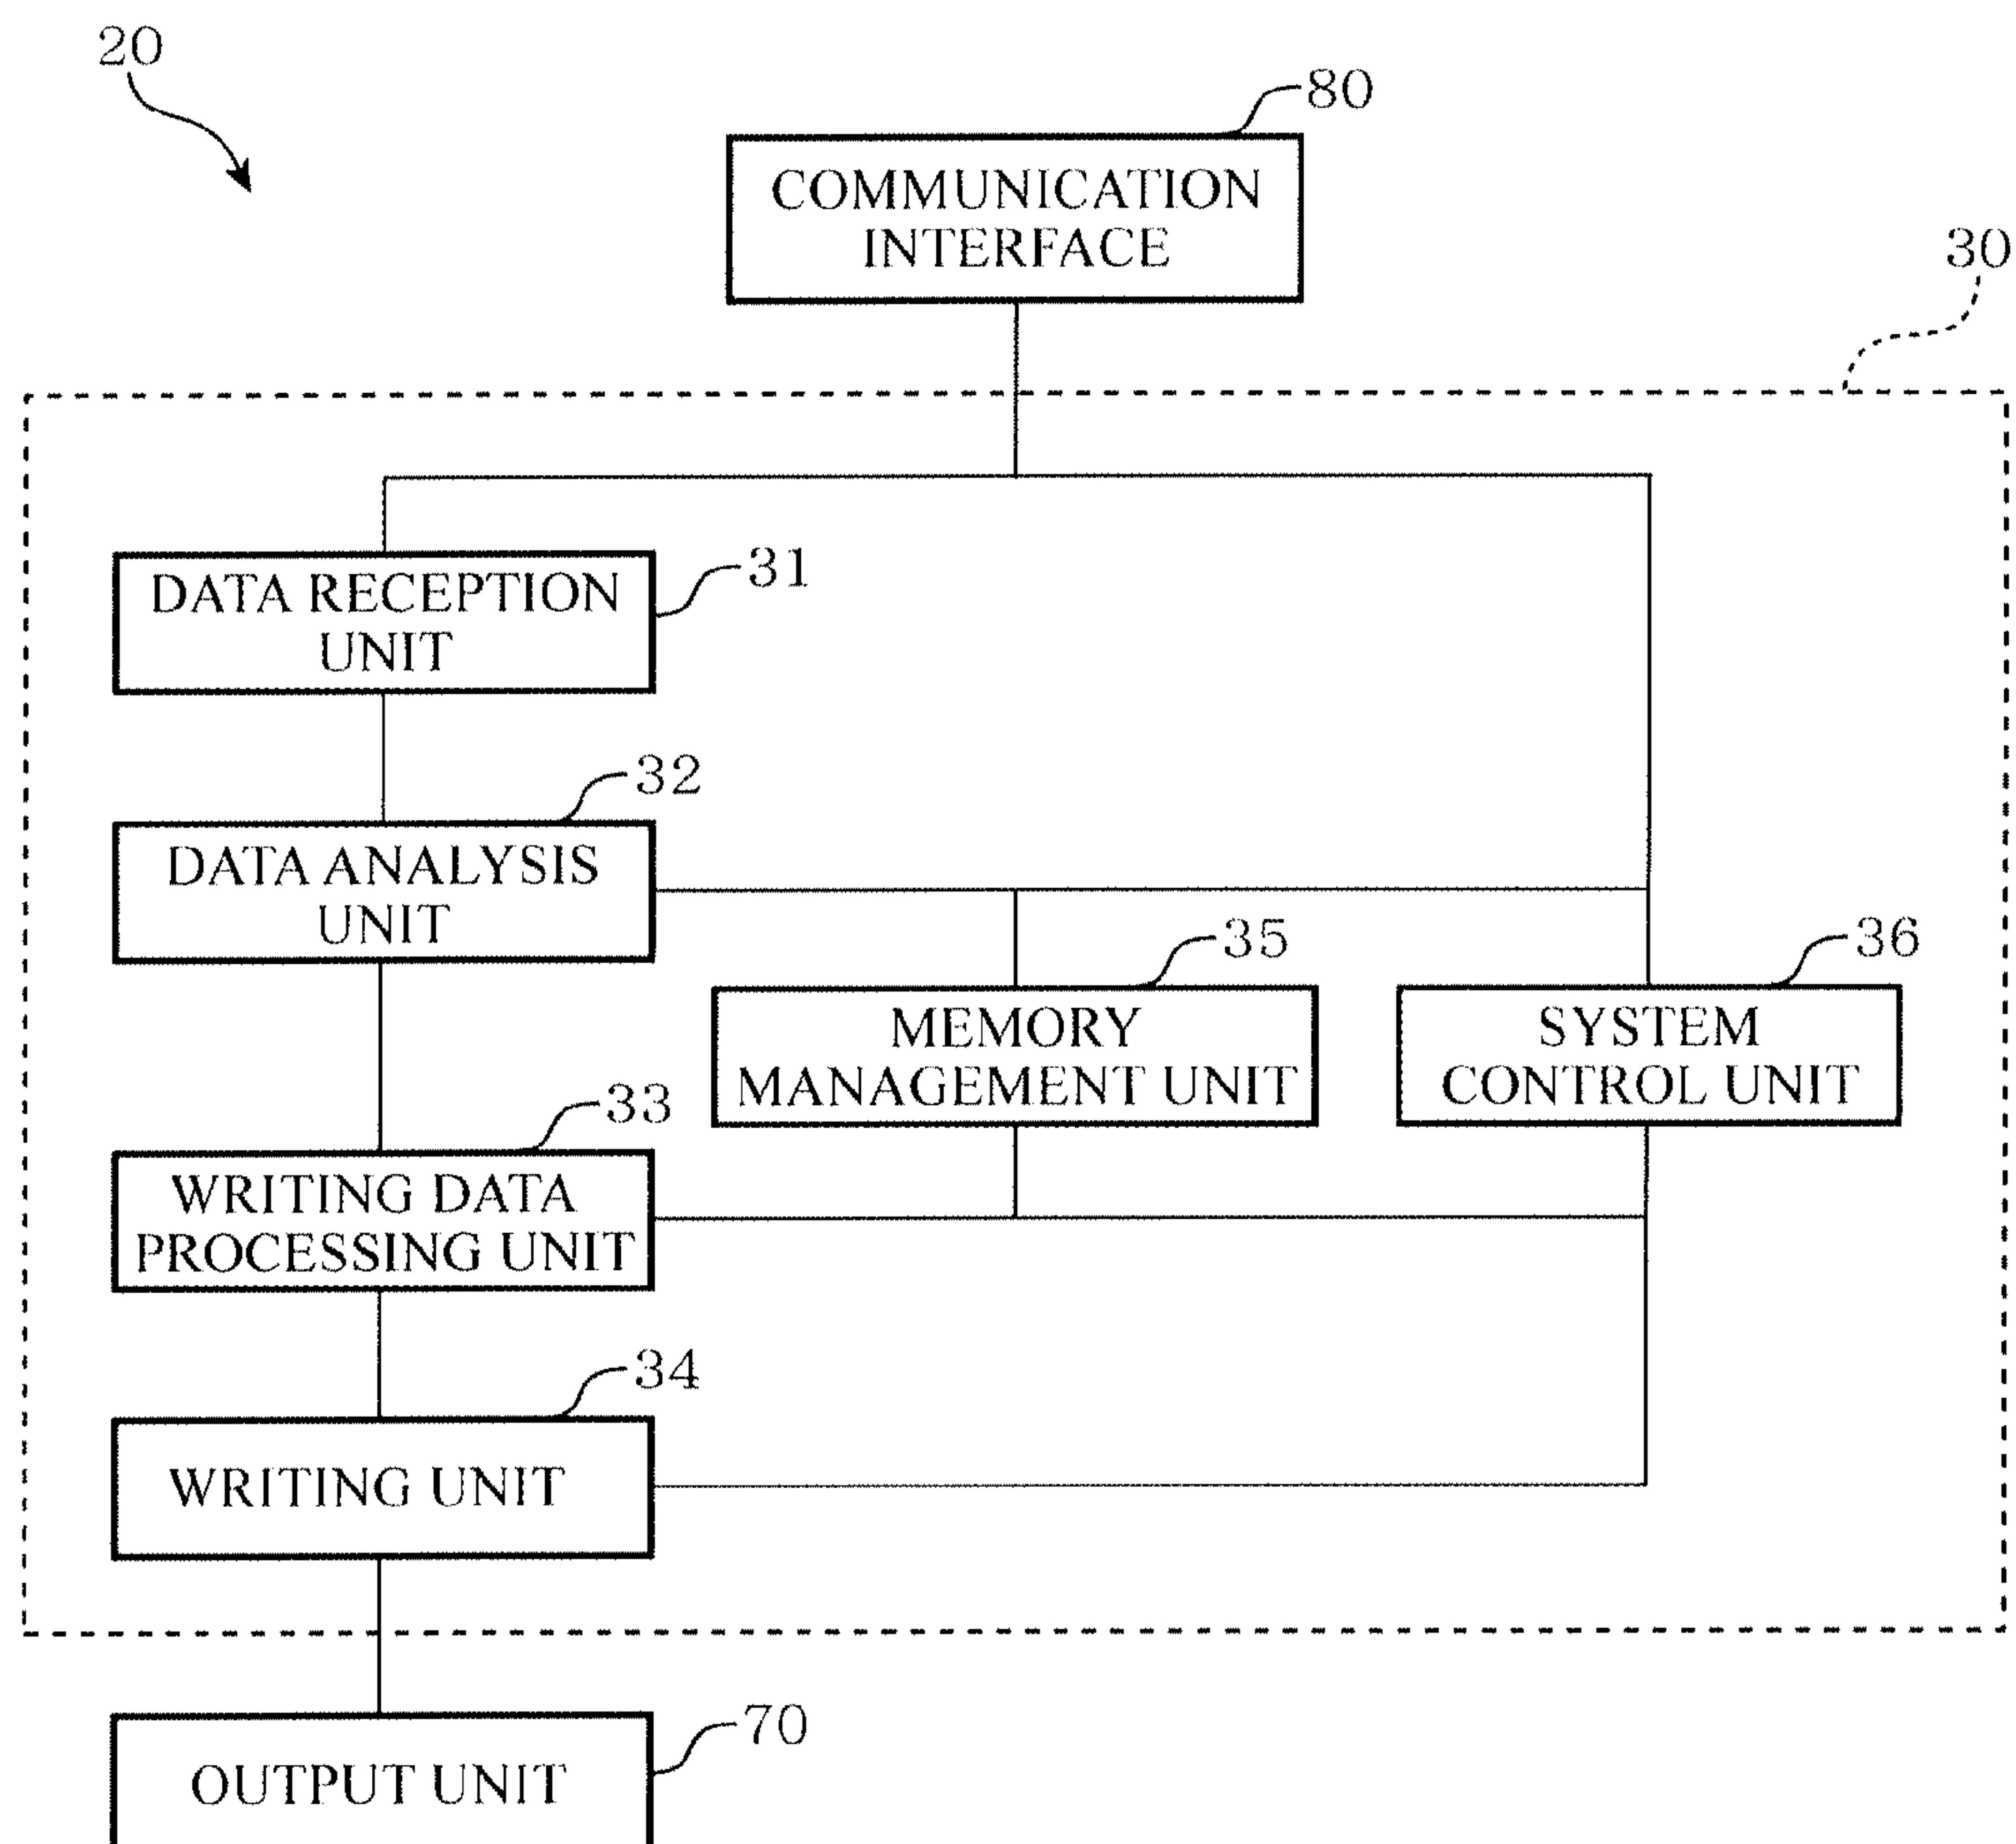 20
80
COMMUNICATION
INTERFACE
30
DATA RECEPTION
UNIT
31
32
DATA ANALYSIS
UNIT
35
36
MEMORY
MANAGEMENT UNIT
SYSTEM
CONTROL UNIT
33
WRITING DATA
PROCESSING UNIT
34
WRITING UNIT
70
OUTPUT UNIT